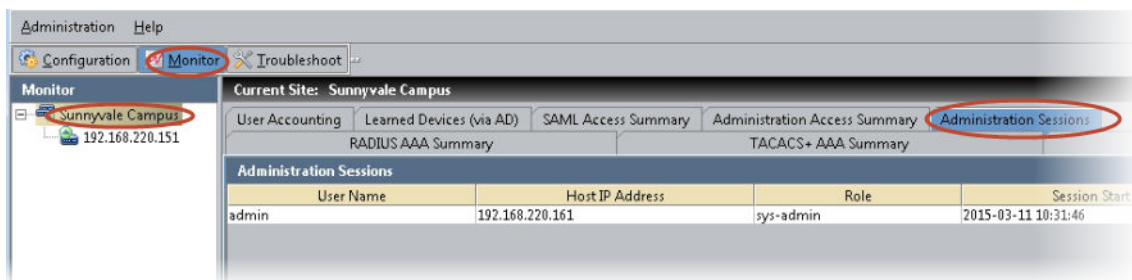 Administration Help
Configuration Monitor Troubleshoot
Monitor
Current Site: Sunnyvale Campus
Sunnyvale Campus
192.168.220.151
User Accounting Learned Devices (via AD) SAML Access Summary Administration Access Summary Administration Sessions
RADIUS AAA Summary TACACS+ AAA Summary
Administration Sessions
User Name Host IP Address Role Session Start
admin 192.168.220.161 sys-admin 2015-03-11 10:31:46